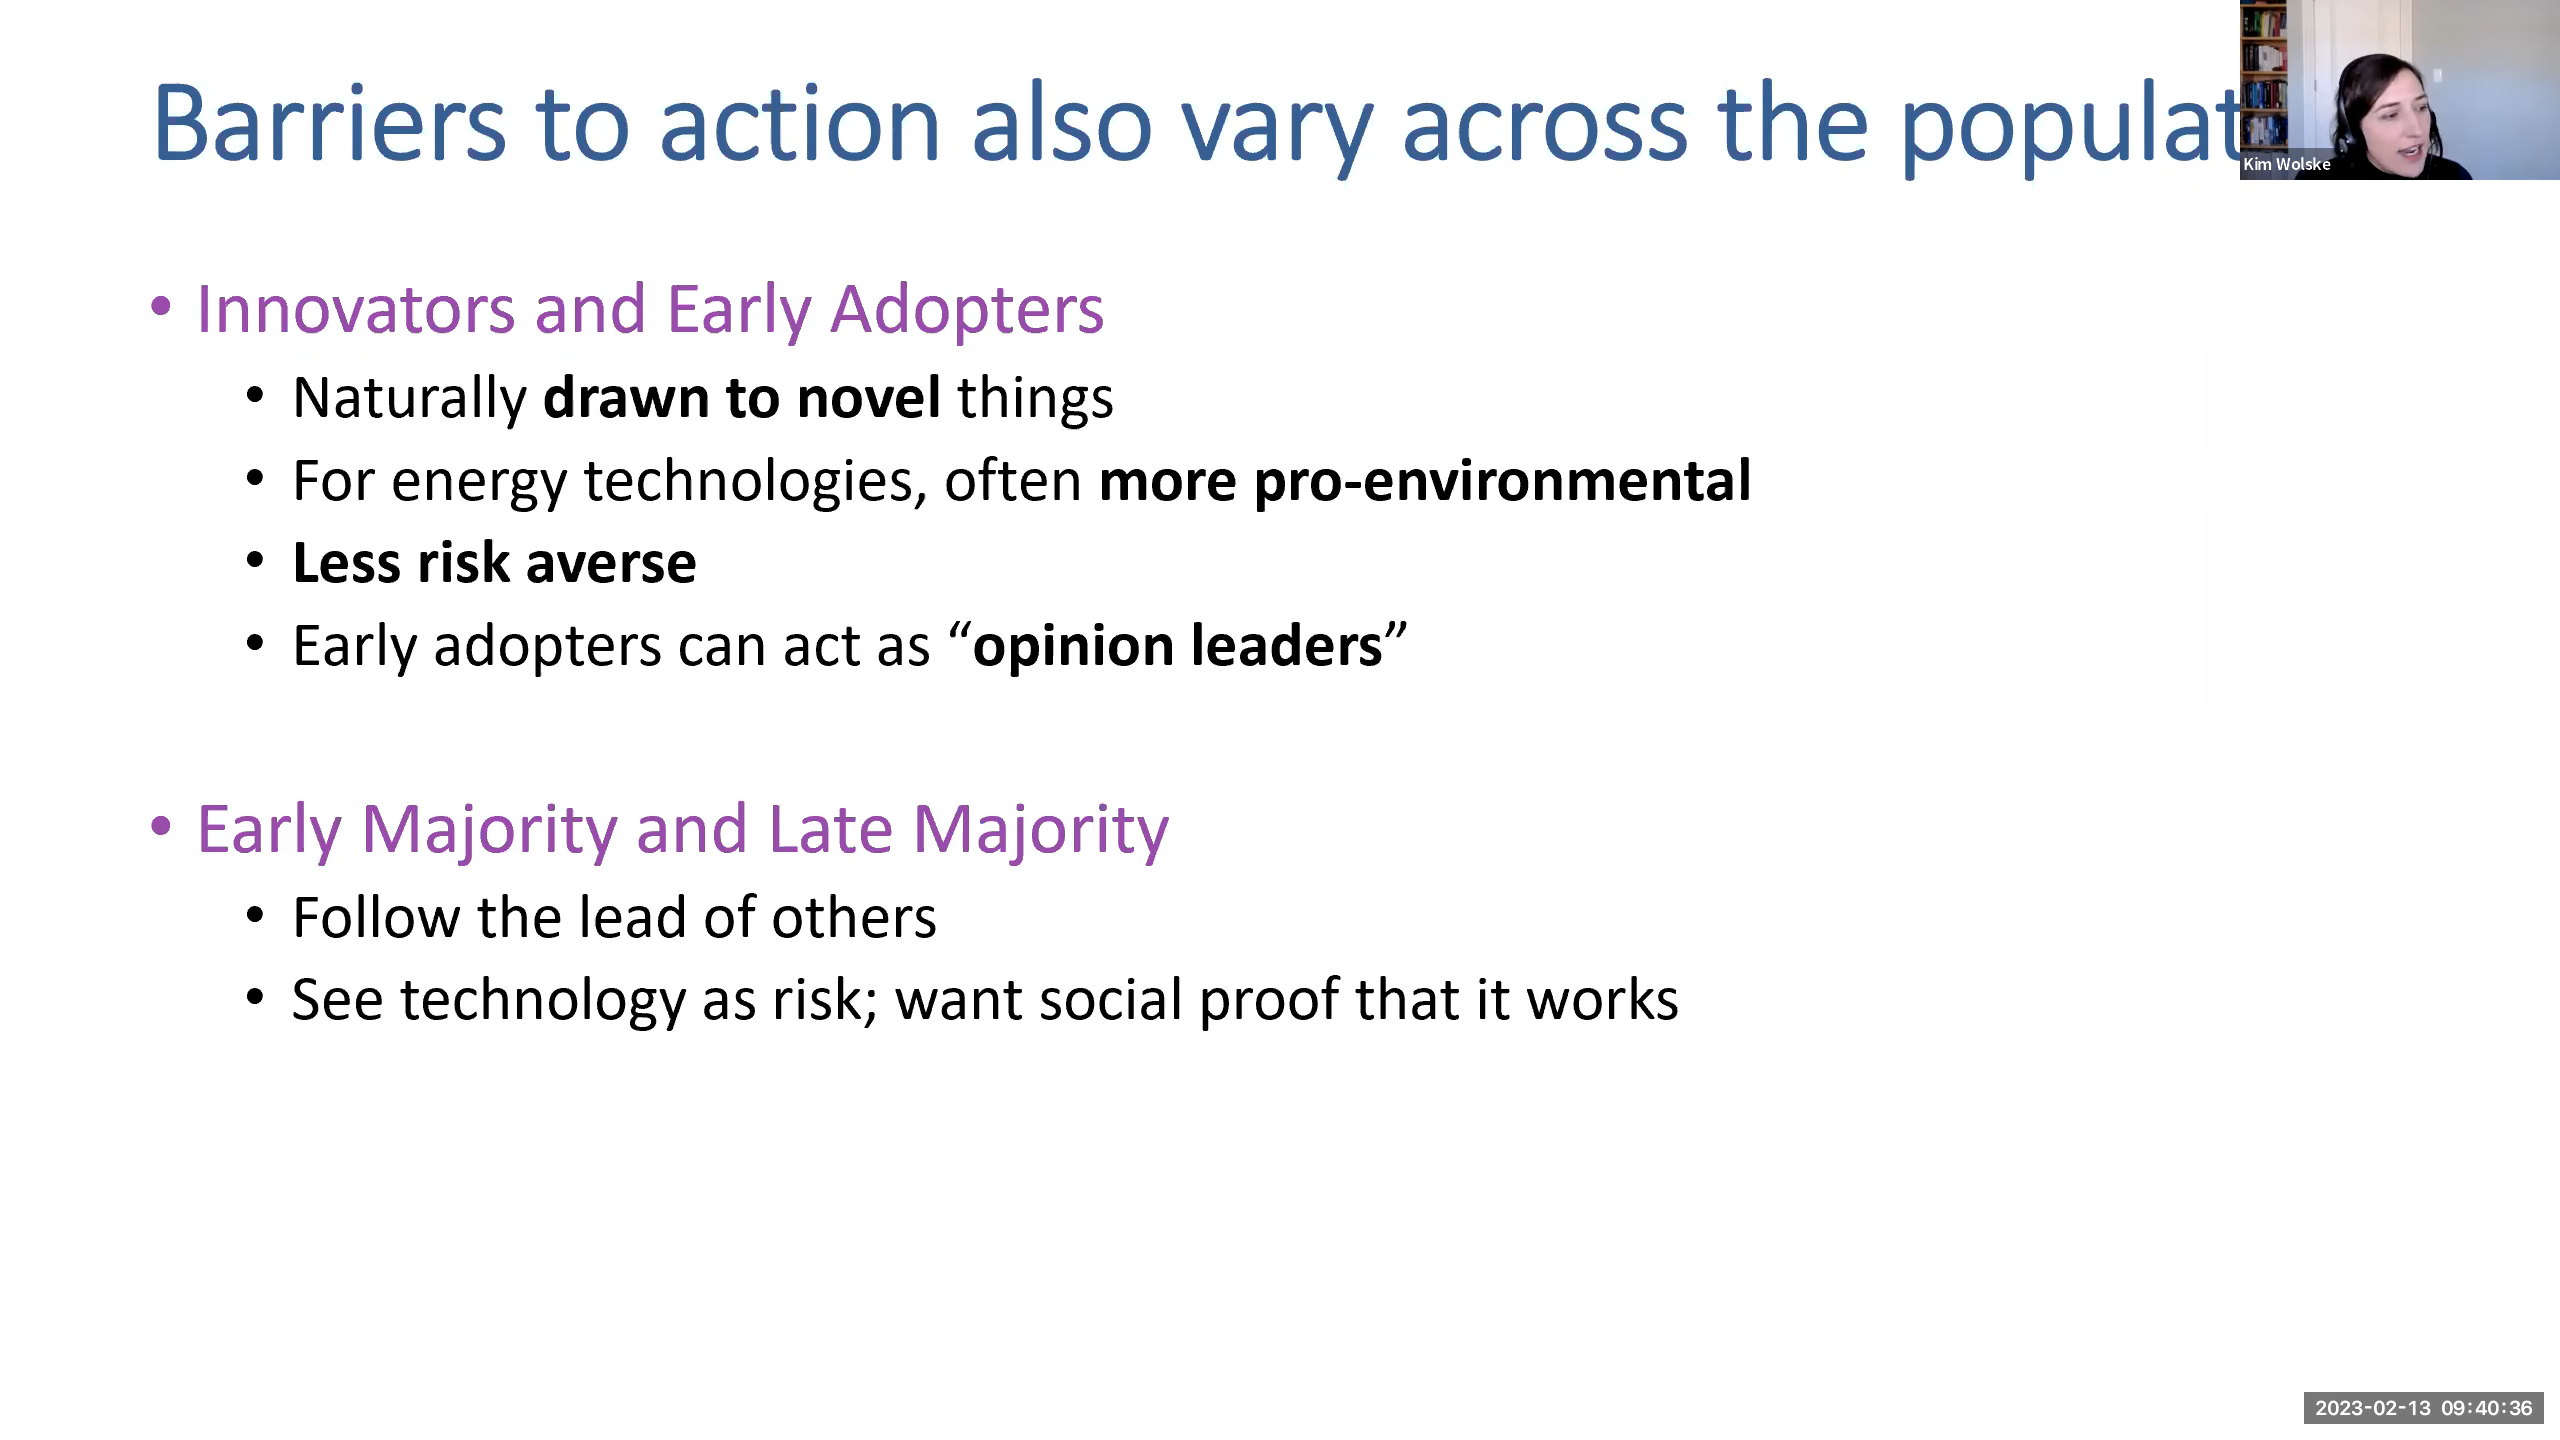 Barriers to action also vary across the populat
Kim Wolske
• Innovators and Early Adopters
• Naturally drawn to novel things
• For energy technologies, often more pro-environmental
• Less risk averse
• Early adopters can act as “opinion leaders”
• Early Majority and Late Majority
• Follow the lead of others
• See technology as risk; want social proof that it works
2023-02-13 09:40:36